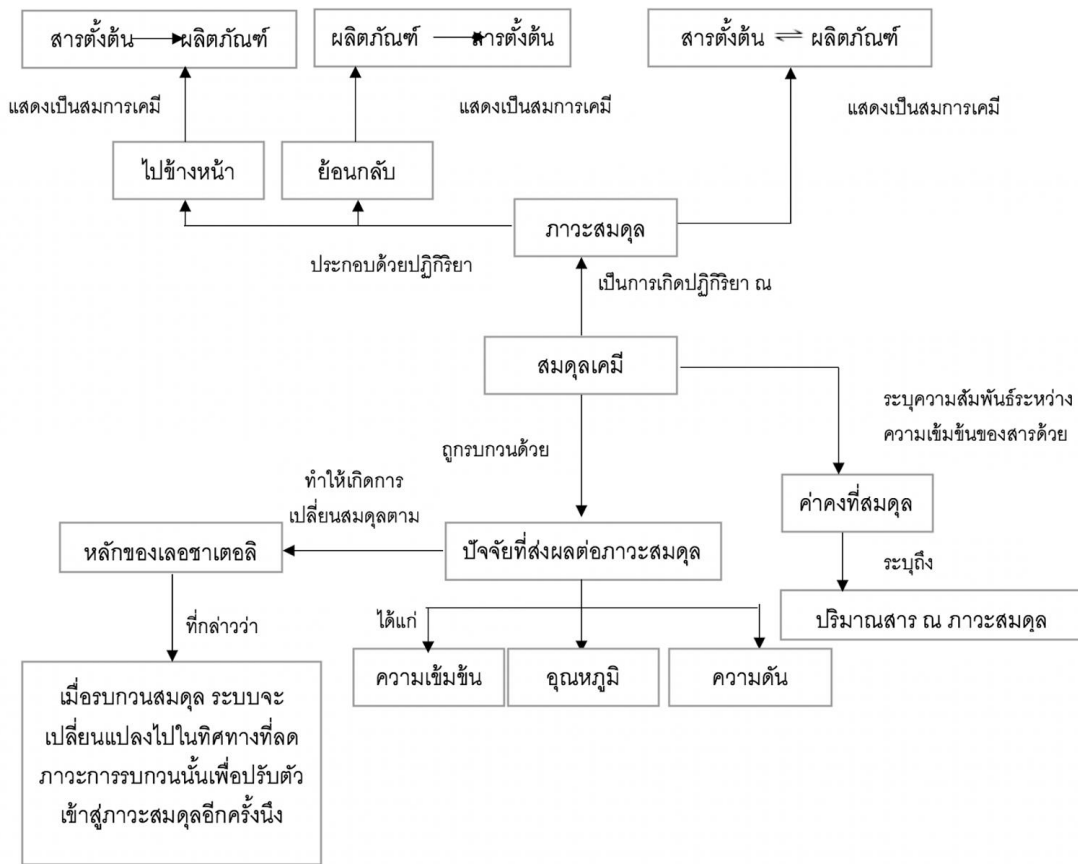 สารตั้งต้น ผลิตภัณฑ์
ผลิตภัณฑ์ สารตั้งต้น
สารตั้งต้น ⇌ ผลิตภัณฑ์
แสดงเป็นสมการเคมี
แสดงเป็นสมการเคมี
แสดงเป็นสมการเคมี
ไปข้างหน้า
ย้อนกลับ
ภาวะสมดุล
ประกอบด้วยปฏิกิริยา
เป็นการเกิดปฏิกิริยา ณ
สมดุลเคมี
ระบุความสัมพันธ์ระหว่าง
ความเข้มข้นของสารด้วย
ถูกรบกวนด้วย
ทำให้เกิดการ
เปลี่ยนสมดุลตาม
ค่าคงที่สมดุล
หลักของเลอชาเตอลิ
ปัจจัยที่ส่งผลต่อภาวะสมดุล
ระบุถึง
ที่กล่าวว่า
ได้แก่
ปริมาณสาร ณ ภาวะสมดุล
ความเข้มข้น
อุณหภูมิ
ความดัน
เมื่อรบกวนสมดุล ระบบจะ
เปลี่ยนแปลงไปในทิศทางที่ลด
ภาวะการรบกวนนั้นเพื่อปรับตัว
เข้าสู่ภาวะสมดุลอีกครั้งนึง